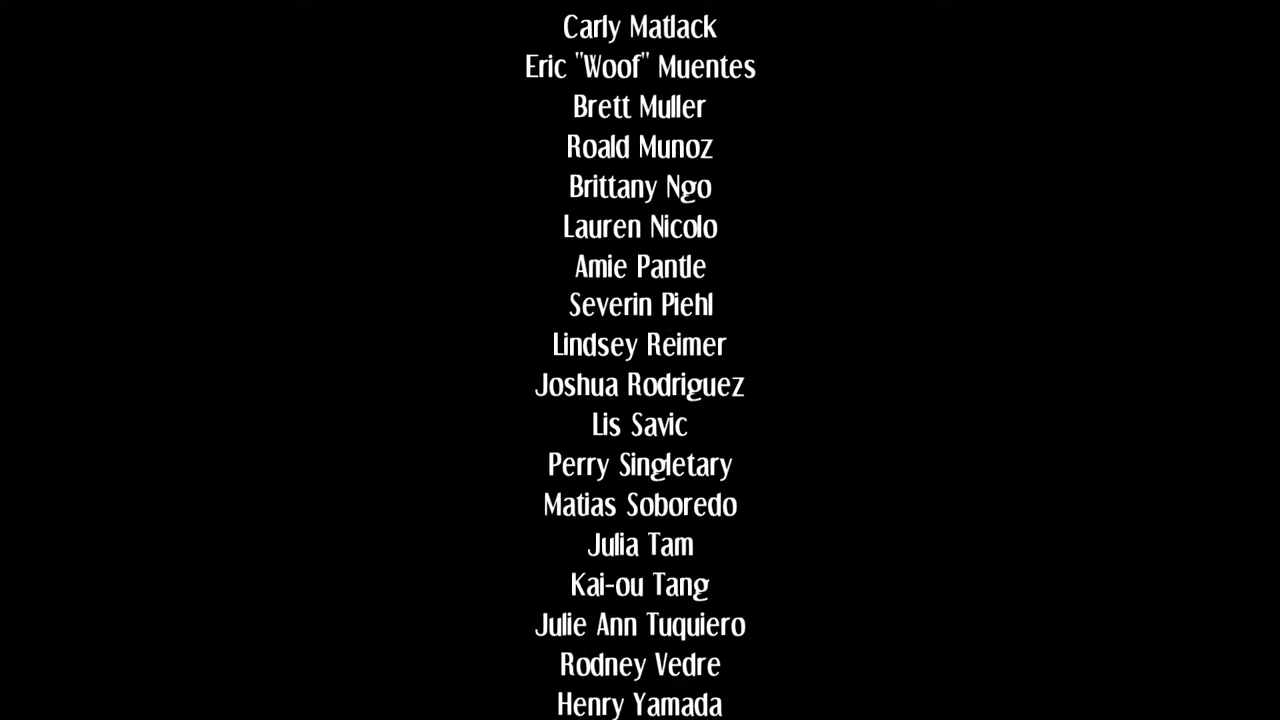 Carly Matlack
Eric "Woof" Muentes
Brett Muller
Roald Munoz
Brittany Ngo
Lauren Nicolo
Amie Pantle
Severin Piehl
Lindsey Reimer
Joshua Rodriguez
Lis Savic
Perry Singletary
Matias Soboredo
Julia Tam
Kai-ou Tang
Julie Ann Tuquiero
Rodney Vedre
Henry Yamada